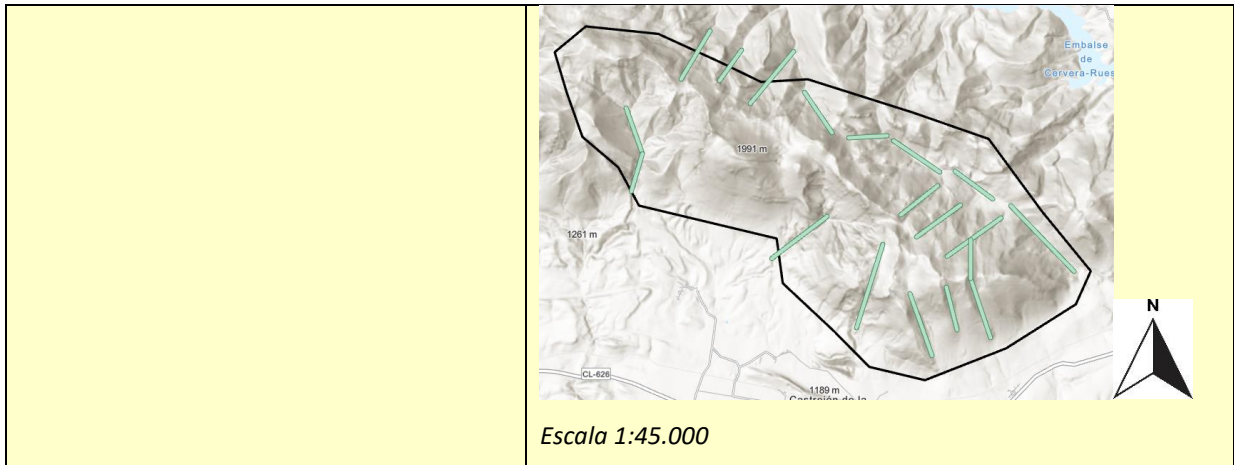 Embalse
de
Cervera-Rues
1991 m
1261 m
N
CL-626
1189 m
Castrejón de la
Escala 1:45.000